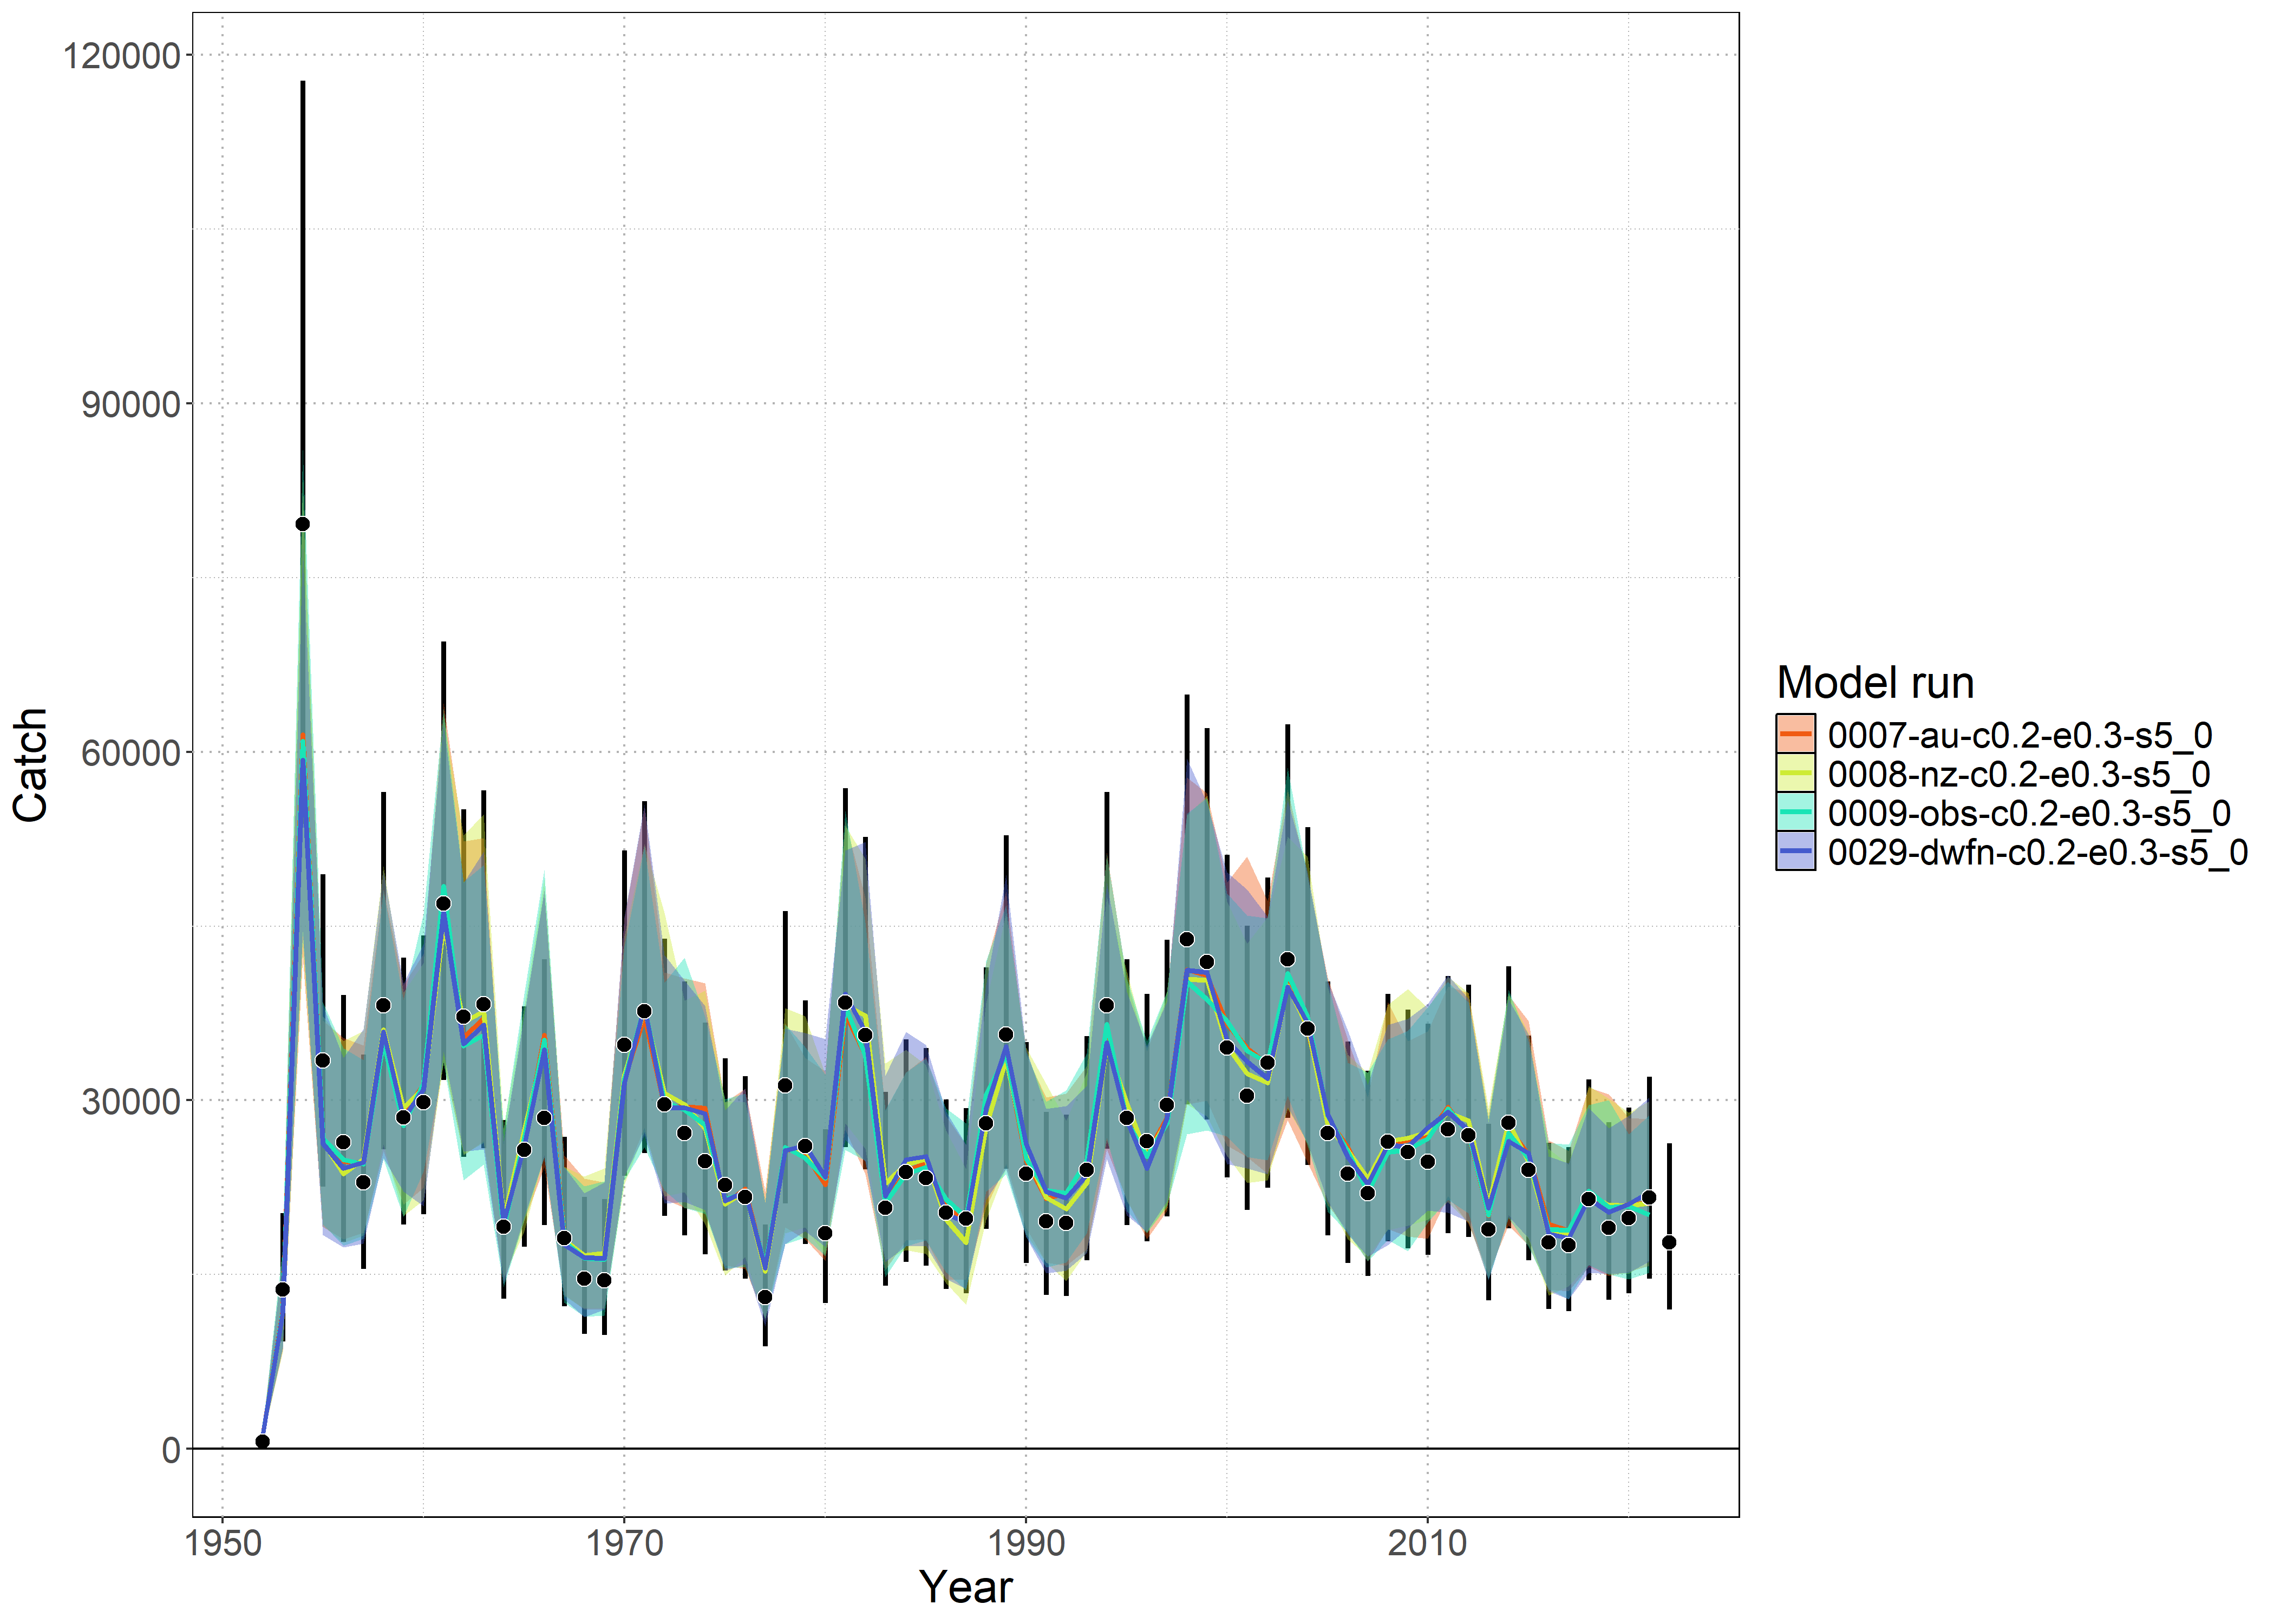 120000
90000
60000
30000
0
Catch
1950
1970
1990
2010
Year
Model run
0007-au-c0.2-e0.3-s5_0
0008-nz-c0.2-e0.3-s5_0
0009-obs-c0.2-e0.3-s5_0
0029-dwfn-c0.2-e0.3-s5_0